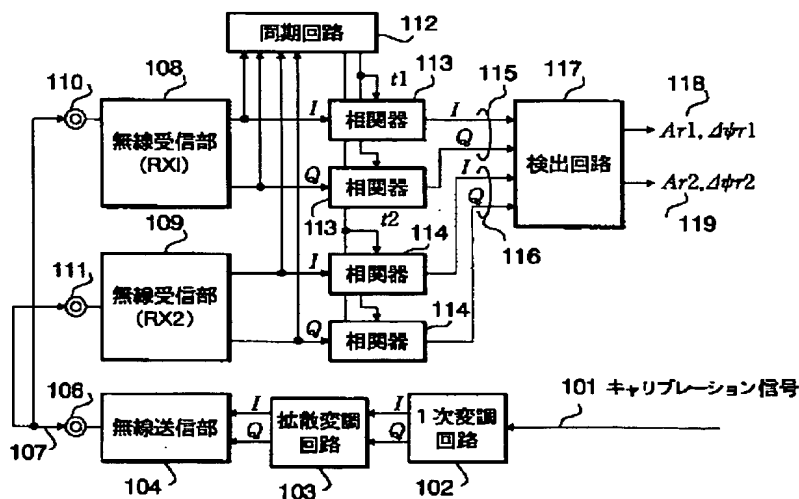 同期回路
112
110
108
無線受信部
(RX1)
I
Q
t1
113
相関器
相関器
113
I
Q
115
117
検出回路
118
Ar1, Δψr1
Ar2, Δφr2
119
109
111
無線受信部
(RX2)
I
Q
t2
114
相関器
相関器
114
I
Q
116
106
107
無線送信部
104
I
Q
拡散変調
回路
103
I
Q
1次変調
回路
102
101 キャリブレーション信号